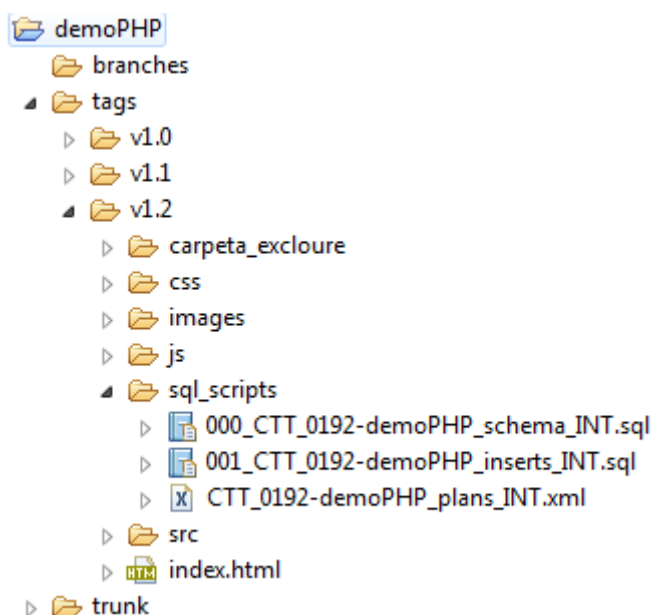 demoPHP
branches
tags
v1.0
v1.1
v1.2
carpeta_excloure
css
images
js
sql_scripts
000_CTT_0192-demoPHP_schema_INT.sql
001_CTT_0192-demoPHP_inserts_INT.sql
X CTT_0192-demoPHP_plans_INT.xml
src
HTM index.html
trunk